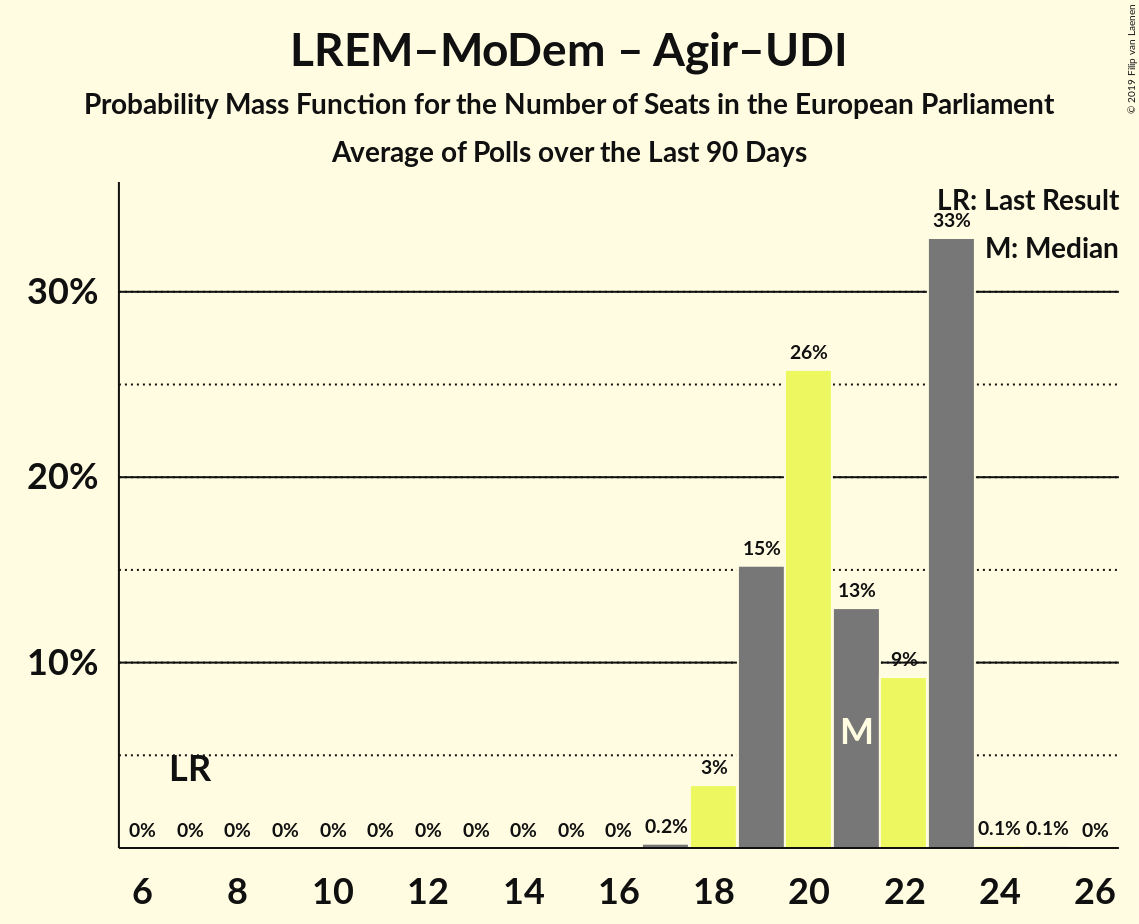 LREM–MoDem – Agir–UDI
Probability Mass Function for the Number of Seats in the European Parliament
Average of Polls over the Last 90 Days
© 2019 Filip van Laenen
LR: Last Result
M: Median
33%
30%
26%
20%
15%
13%
10%
9%
M
LR
3%
0% 0% 0% 0% 0% 0% 0% 0% 0% 0% 0% 0.2% 0.1% 0.1% 0%
6 8 10 12 14 16 18 20 22 24 26